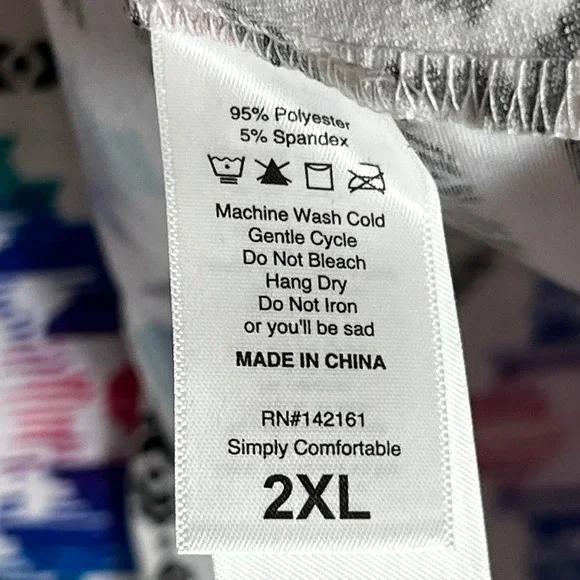 95% Polyester
5% Spandex
Machine Wash Cold
Gentle Cycle
Do Not Bleach
Hang Dry
Do Not Iron
or you'll be sad
MADE IN CHINA
RN#142161
Simply Comfortable
2XL